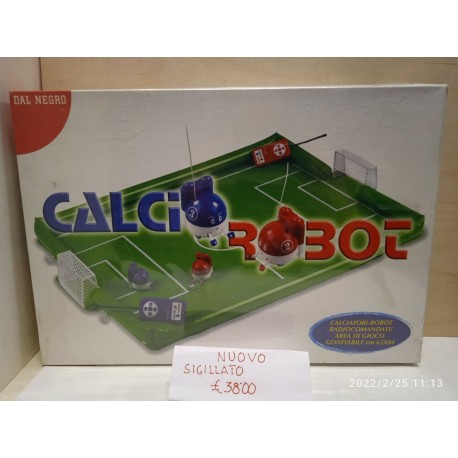 DAL NEGRO
CALCIO
ROBOT
CALCIATORI-ROBOT
RADIOCOMANDATI
AREA DI GIOCO
GONFIABILE cm
NUOVO
SIGILLATO
£ 38'00
2022/2/25 11:13